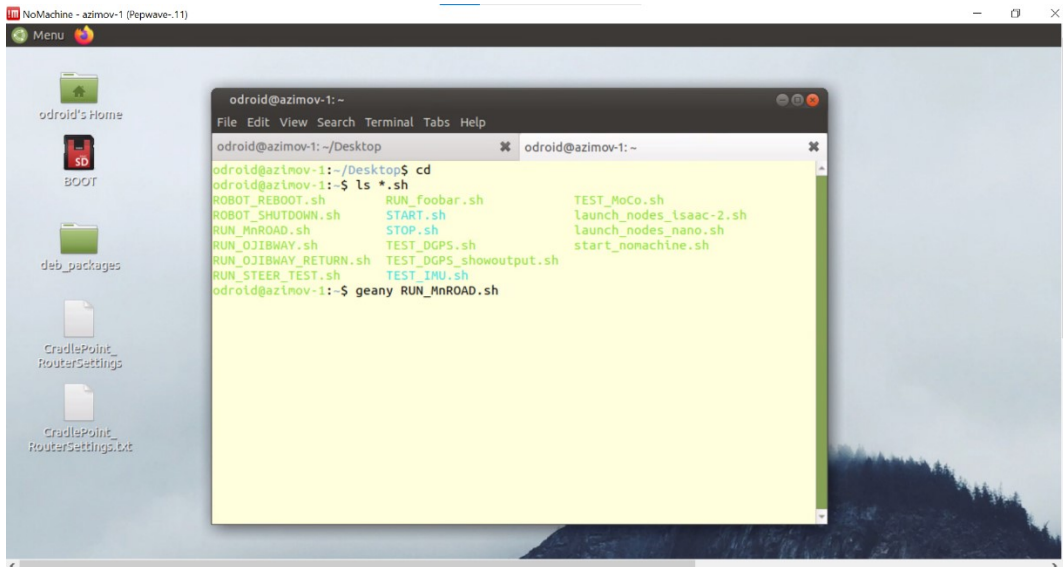 NoMachine - azimov-1 (Pepwave-.11)
Menu
odroid's Home
BOOT
deb_packages
CradlePoint_
RouterSettings
CradlePoint_
RouterSettings.txt
odroid@azimov-1: ~
File Edit View Search Terminal Tabs Help
odroid@azimov-1: ~/Desktop
odroid@azimov-1: ~
odroid@azimov-1:~/Desktop$ cd
odroid@azimov-1:~$ ls *.sh
ROBOT_REBOOT.sh RUN_foobar.sh TEST_MoCo.sh
ROBOT_SHUTDOWN.sh START.sh launch_nodes_isaac-2.sh
RUN_MnROAD.sh STOP.sh launch_nodes_nano.sh
RUN_OJIBWAY.sh TEST_DGPS.sh start_nomachine.sh
RUN_OJIBWAY_RETURN.sh TEST_DGPS_showoutput.sh
RUN_STEER_TEST.sh TEST_IMU.sh
odroid@azimov-1:~$ geany RUN_MnROAD.sh